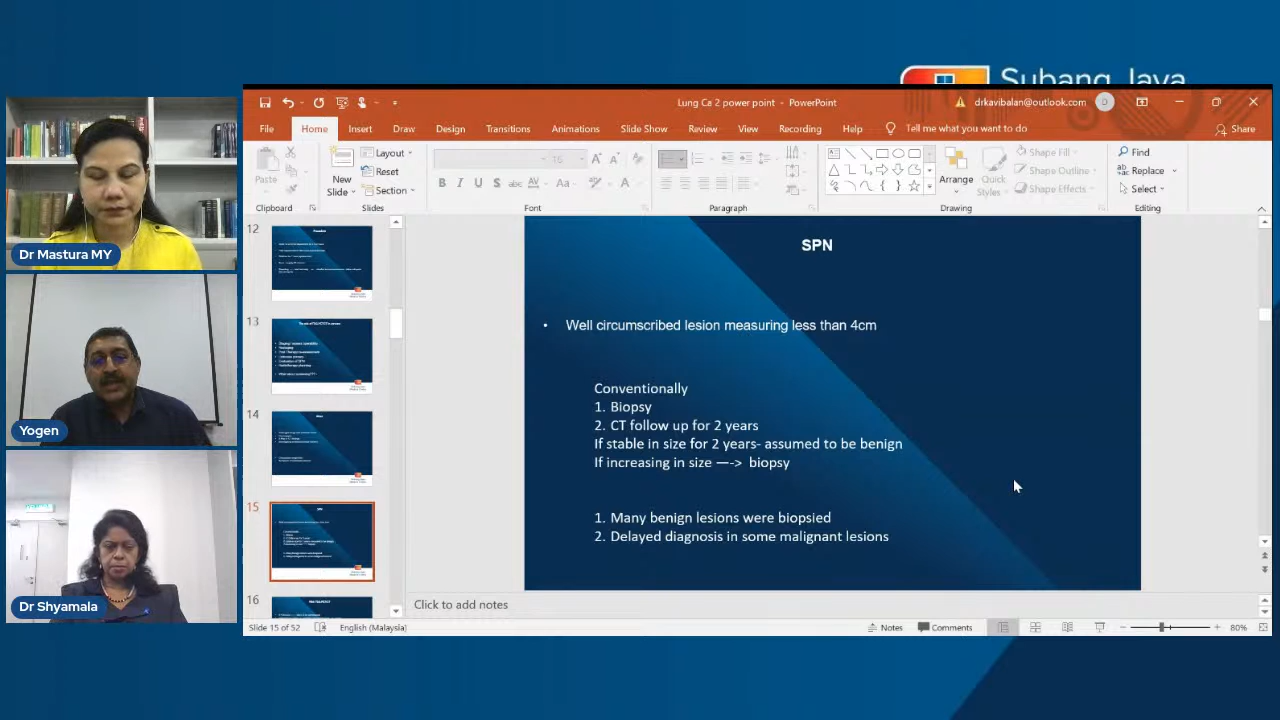 Subang Jaya
Lung Ca 2 power point - PowerPoint
drkavibalan@outlook.com
D
File
Home
Insert
Draw
Design
Transitions
Animations
Slide Show
Review
View
Recording
Help
Tell me what you want to do
Share
Paste
Clipboard
New
Slide
Layout
Reset
Section
Slides
16
B I U S abc AV Aa A
Font
Paragraph
Arrange
Quick
Styles
Shape Fill
Shape Outline
Shape Effects
Drawing
Find
Replace
Select
Editing
Dr Mastura MY
Yogen
Dr Shyamala
12
13
14
15
SPN
16
SPN
• Well circumscribed lesion measuring less than 4cm
Conventionally
1. Biopsy
2. CT follow up for 2 years
If stable in size for 2 years- assumed to be benign
If increasing in size —-> biopsy
1. Many benign lesions were biopsied
2. Delayed diagnosis in some malignant lesions
Click to add notes
Slide 15 of 52
English (Malaysia)
Notes
Comments
80%